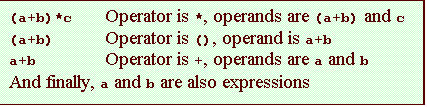 (a+b)*c Operator is *, operands are (a+b) and c
(a+b) Operator is (), operand is a+b
a+b Operator is +, operands are a and b
And finally, a and b are also expressions